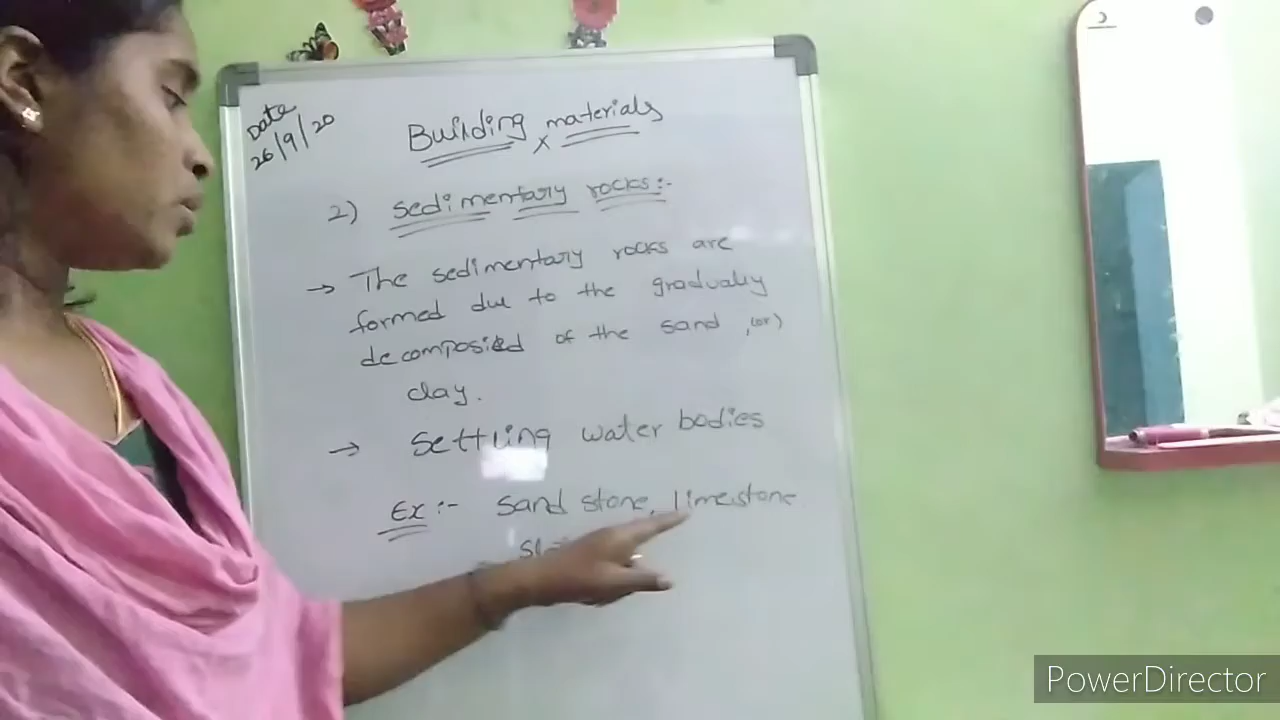 Date
26/9/20
Building materials
x
2) Sedimentary rocks:-
→ The sedimentary rocks are
formed due to the gradually
decomposied of the sand ,(or)
clay.
→ Settling water bodies
Ex:- Sand stone, limestone
PowerDirector